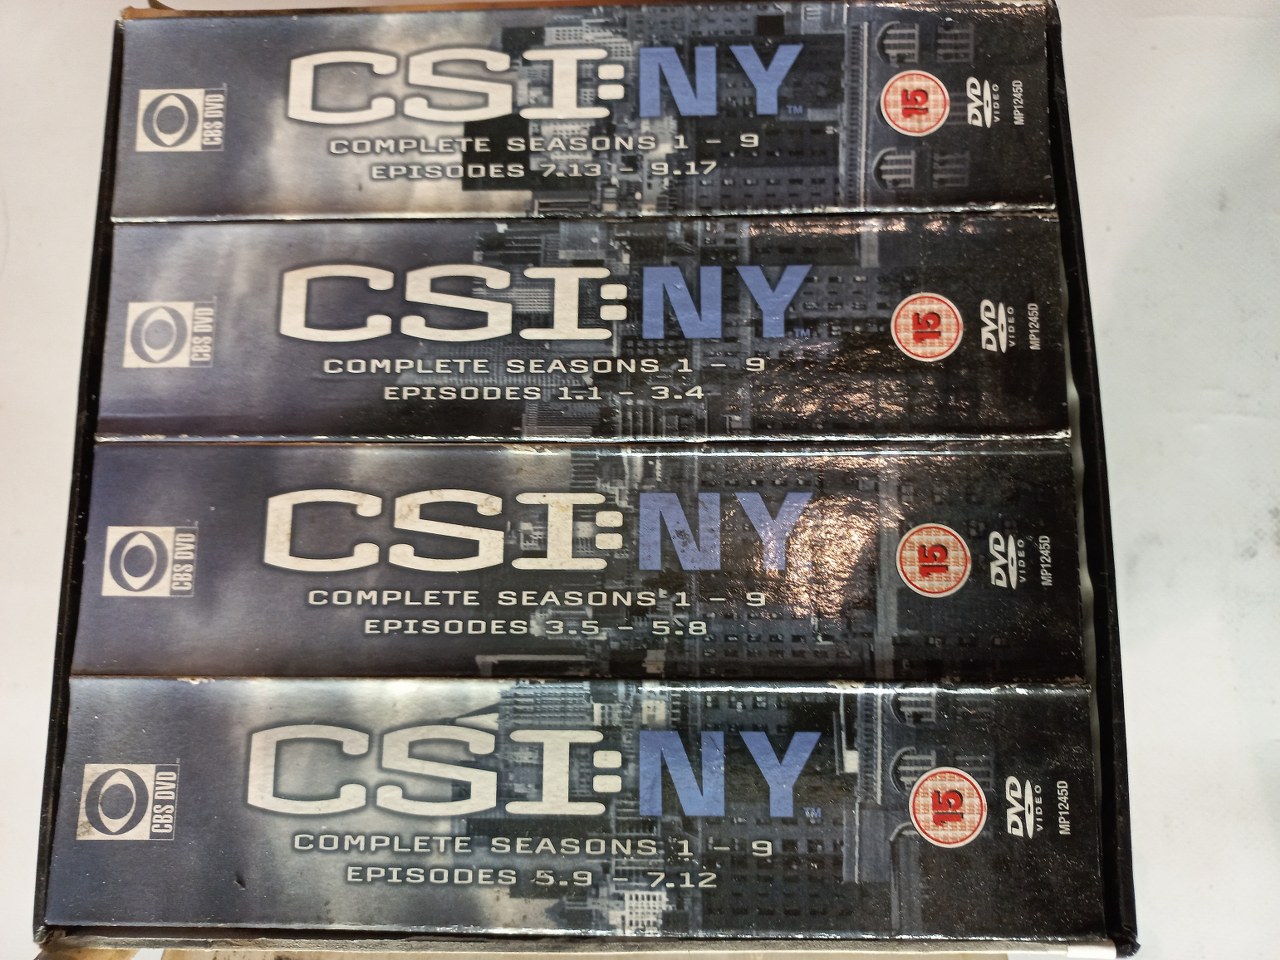 CBS DVD
CSI:NY™
COMPLETE SEASONS 1 - 9
EPISODES 7.13 - 9.17
15
DVD VIDEO
MP1245D
CBS DVD
CSI:NY™
COMPLETE SEASONS 1 - 9
EPISODES 1.1 - 3.4
15
DVD VIDEO
MP1245D
CBS DVD
CSI:NY
COMPLETE SEASONS 1 - 9
EPISODES 3.5 - 5.8
15
DVD VIDEO
MP1245D
CBS DVD
CSI:NY™
COMPLETE SEASONS 1 - 9
EPISODES 5.9 - 7.12
15
DVD VIDEO
MP1245D